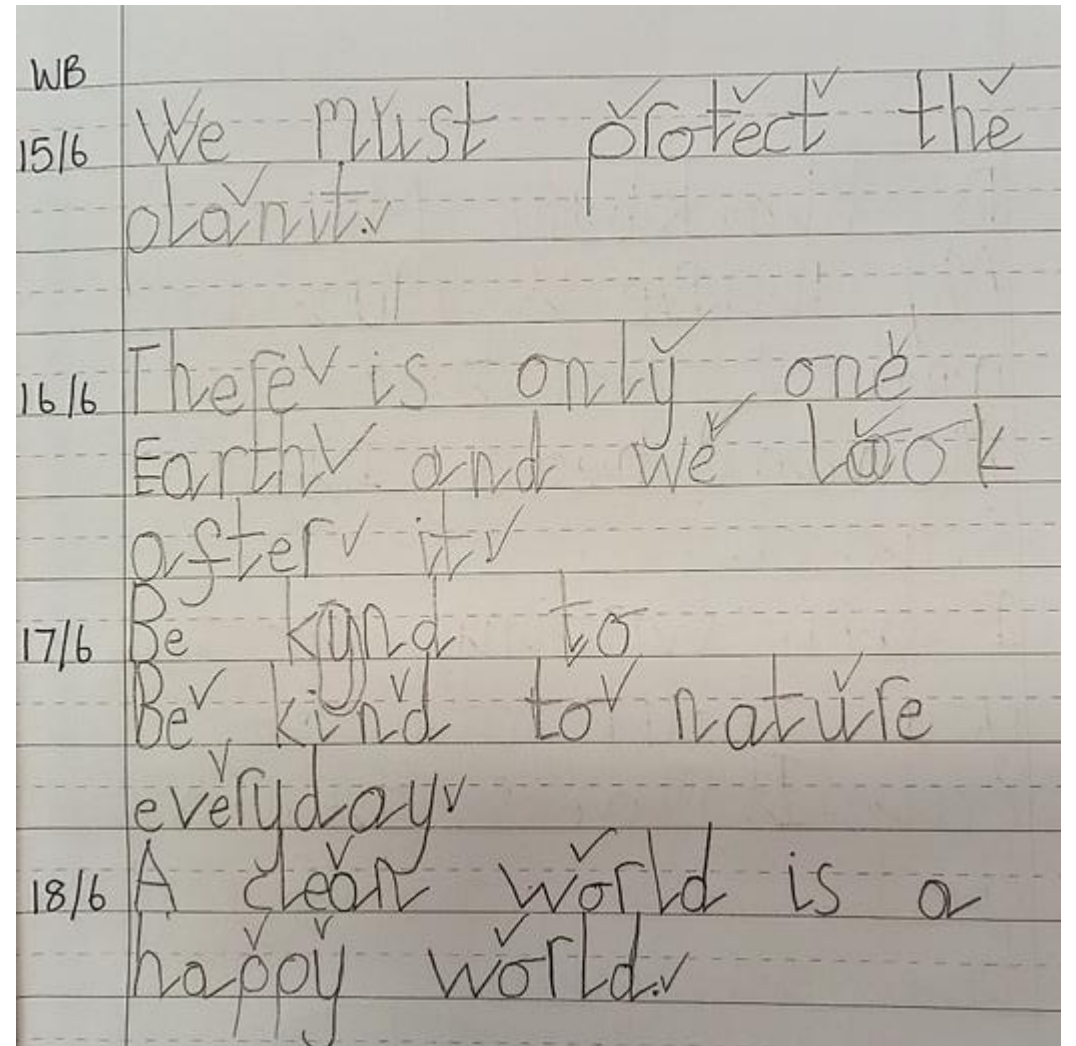 WB
15/6 We must protect the
planit.
16/6 There is only one
Earth and we look
after it
17/6 Be kynd to
Be kind to nature
everyday
18/6 A clean world is a
happy world.